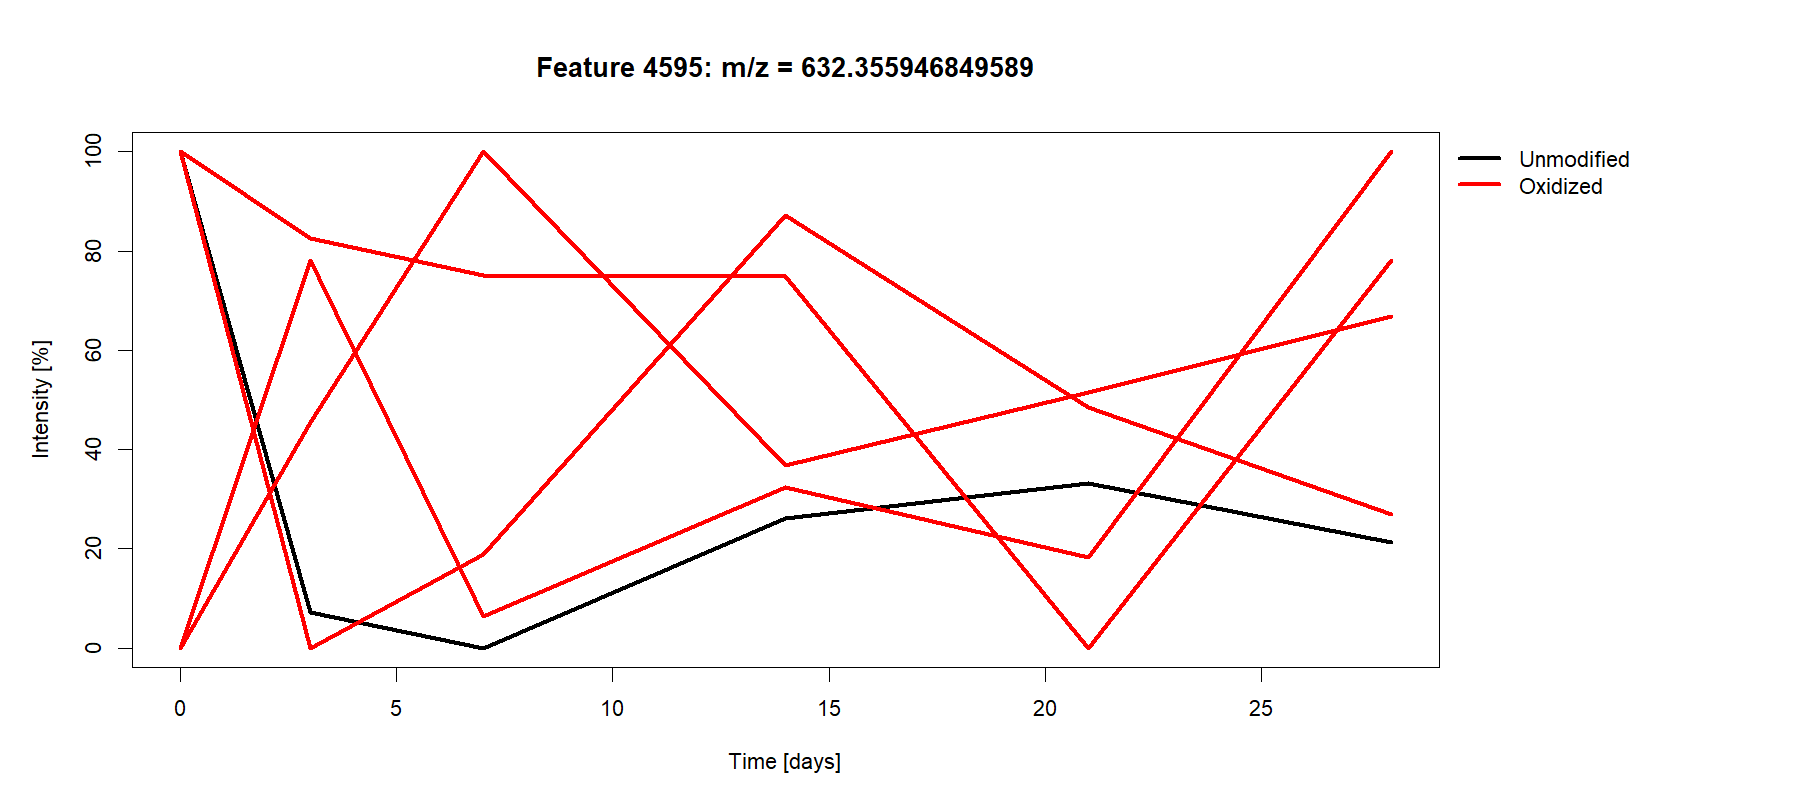 Feature 4595: m/z = 632.355946849589
Unmodified
Oxidized
Intensity [%]
100
80
60
40
20
0
0 5 10 15 20 25
Time [days]